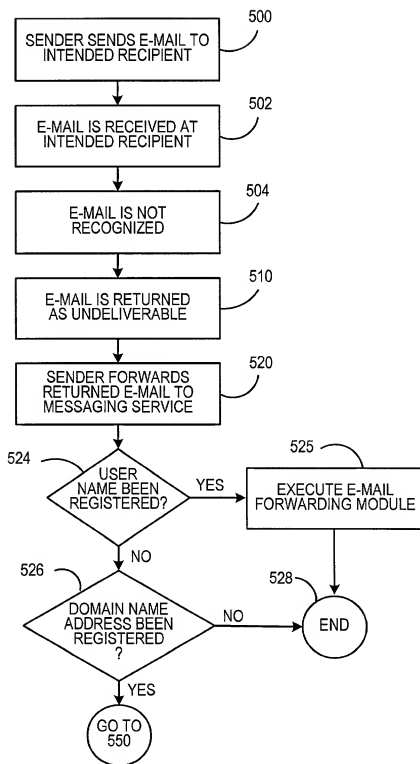 500
SENDER SENDS E-MAIL TO
INTENDED RECIPIENT
502
E-MAIL IS RECEIVED AT
INTENDED RECIPIENT
504
E-MAIL IS NOT
RECOGNIZED
510
E-MAIL IS RETURNED
AS UNDELIVERABLE
520
SENDER FORWARDS
RETURNED E-MAIL TO
MESSAGING SERVICE
524
USER
NAME BEEN
REGISTERED?
YES
525
EXECUTE E-MAIL
FORWARDING MODULE
NO
526
DOMAIN NAME
ADDRESS BEEN
REGISTERED
?
NO
528
END
YES
GO TO
550